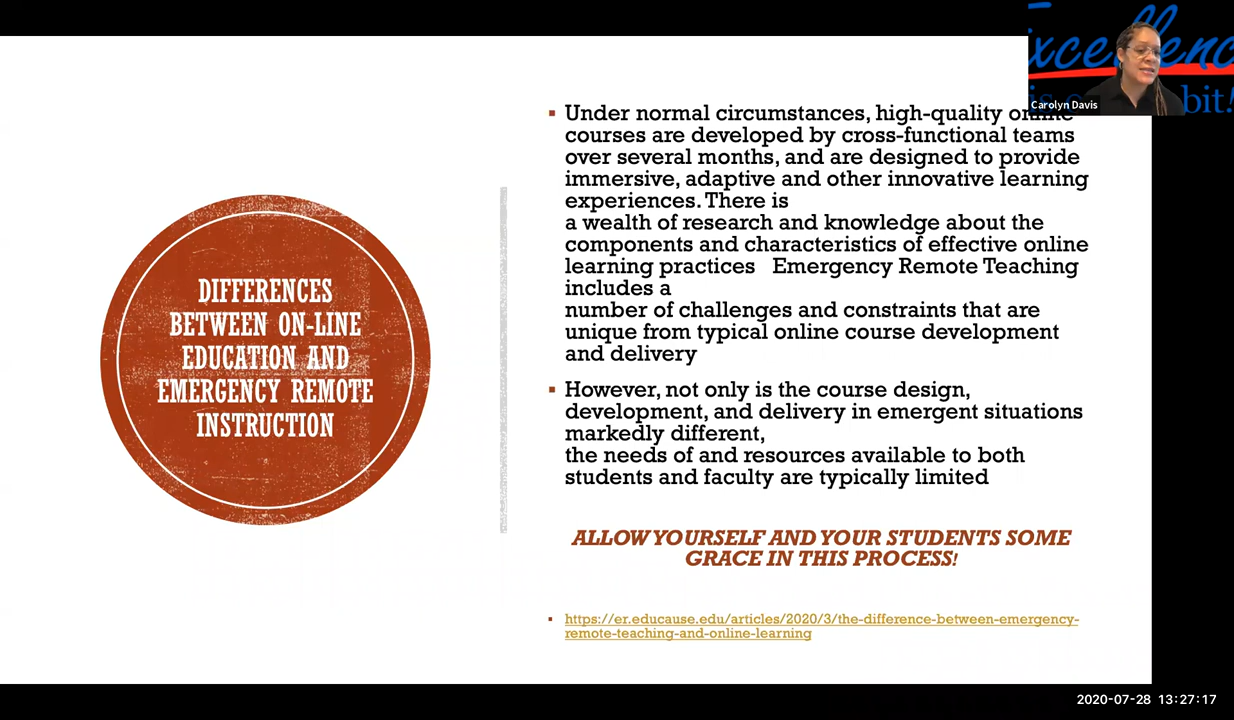 Excellenc
Carolyn Davis
bit!
DIFFERENCES
BETWEEN ON-LINE
EDUCATION AND
EMERGENCY REMOTE
INSTRUCTION
▪ Under normal circumstances, high-quality online
courses are developed by cross-functional teams
over several months, and are designed to provide
immersive, adaptive and other innovative learning
experiences. There is
a wealth of research and knowledge about the
components and characteristics of effective online
learning practices Emergency Remote Teaching
includes a
number of challenges and constraints that are
unique from typical online course development
and delivery
▪ However, not only is the course design,
development, and delivery in emergent situations
markedly different,
the needs of and resources available to both
students and faculty are typically limited
ALLOW YOURSELF AND YOUR STUDENTS SOME
GRACE IN THIS PROCESS!
▪ https://er.educause.edu/articles/2020/3/the-difference-between-emergency-
remote-teaching-and-online-learning
2020-07-28 13:27:17